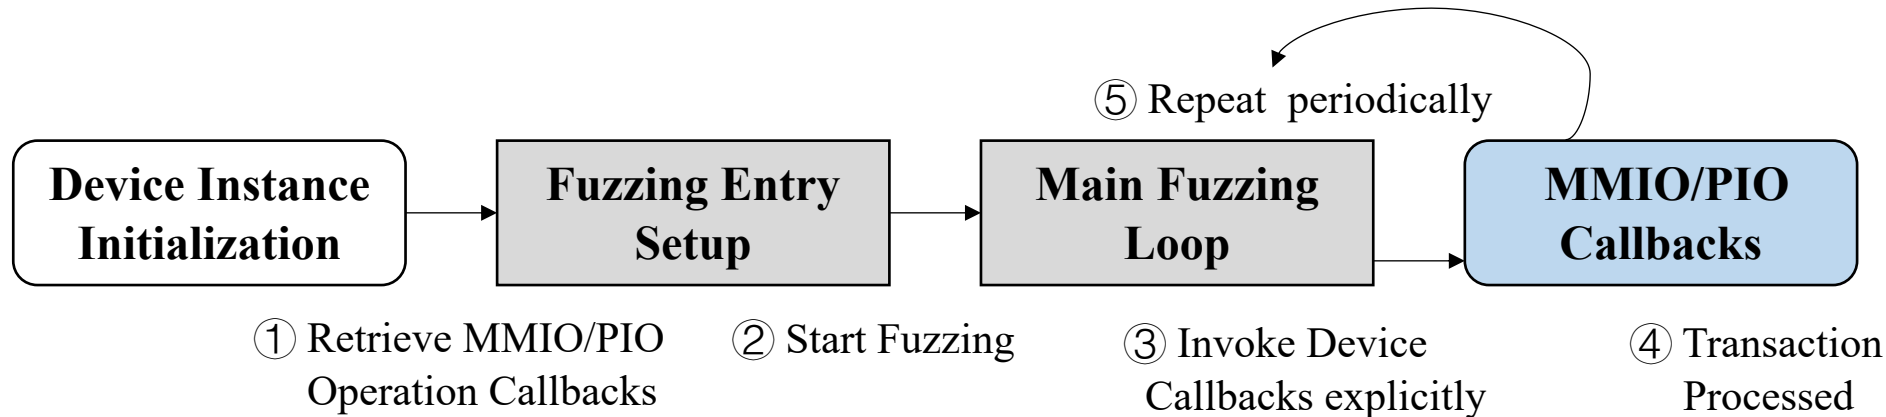 ⑤ Repeat periodically
Device Instance
Initialization
Fuzzing Entry
Setup
Main Fuzzing
Loop
MMIO/PIO
Callbacks
① Retrieve MMIO/PIO
Operation Callbacks
② Start Fuzzing
③ Invoke Device
Callbacks explicitly
④ Transaction
Processed